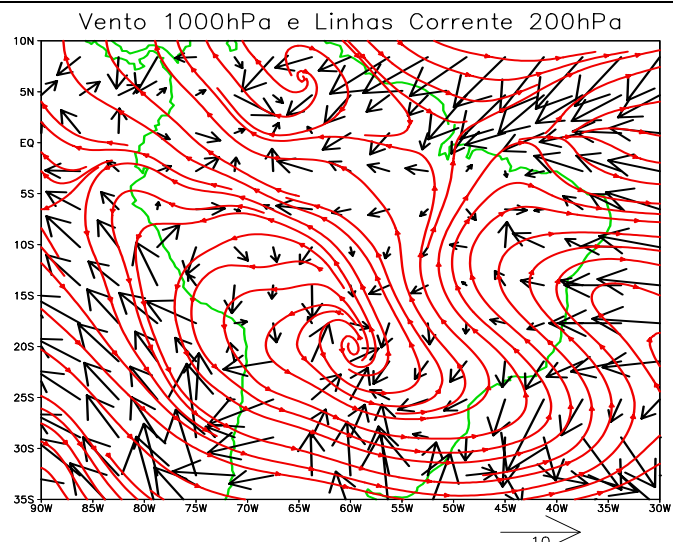 Vento 1000hPa e Linhas Corrente 200hPa
10N
5N
EQ
5S
10S
15S
20S
25S
30S
35S
90W 85W 80W 75W 70W 65W 60W 55W 50W 45W 40W 35W 30W
10